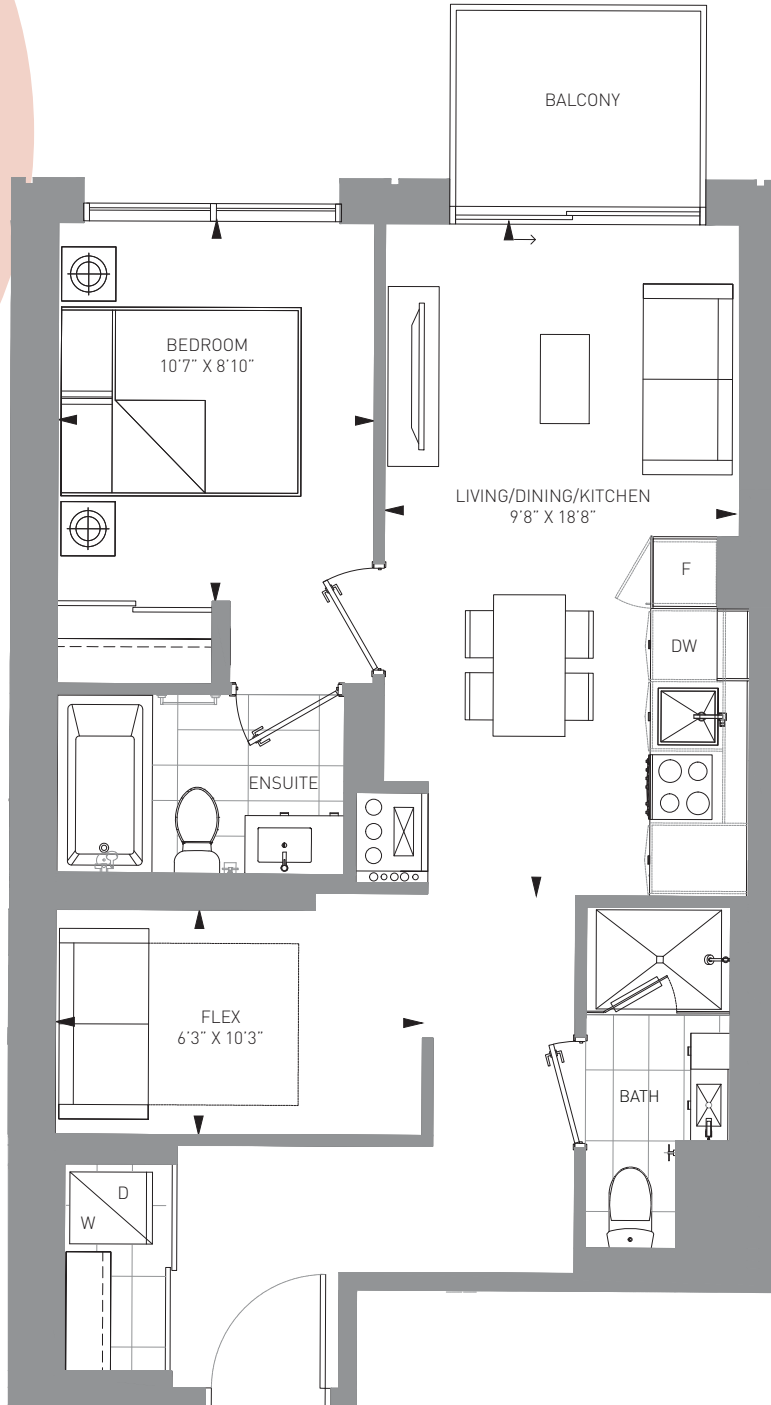 BALCONY
BEDROOM
10'7" X 8'10"
LIVING/DINING/KITCHEN
9'8" X 18'8"
F
DW
ENSUITE
FLEX
6'3" X 10'3"
BATH
D
W